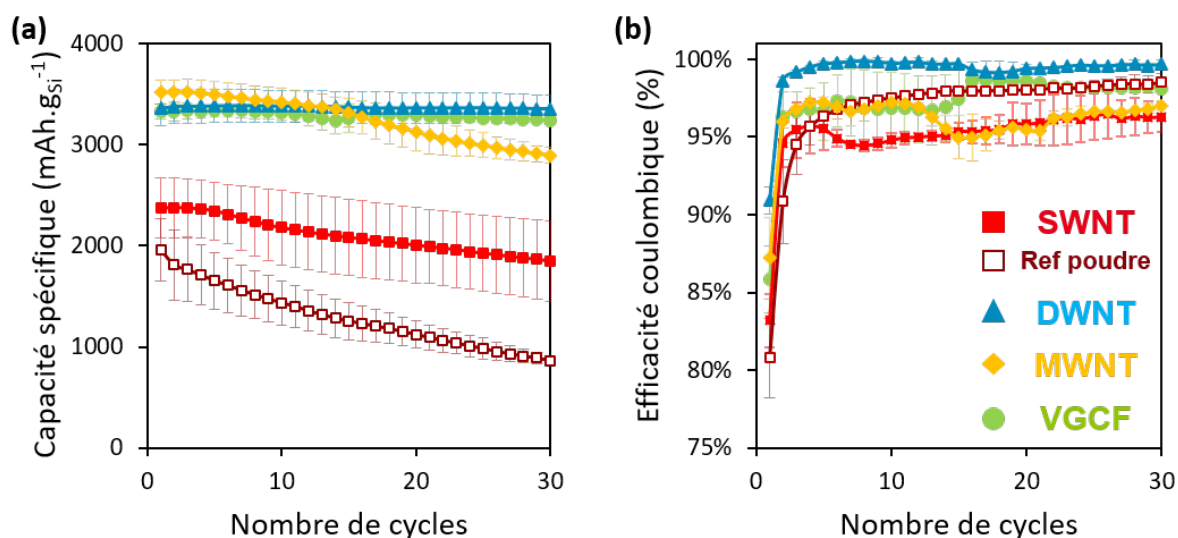 (a)
Capacité spécifique (mAh.g_Si^-1)
4000
3000
2000
1000
0
0
10
20
30
Nombre de cycles
(b)
Efficacité coulombique (%)
100%
95%
90%
85%
80%
75%
0
10
20
30
Nombre de cycles
SWNT
Ref poudre
DWNT
MWNT
VGCF